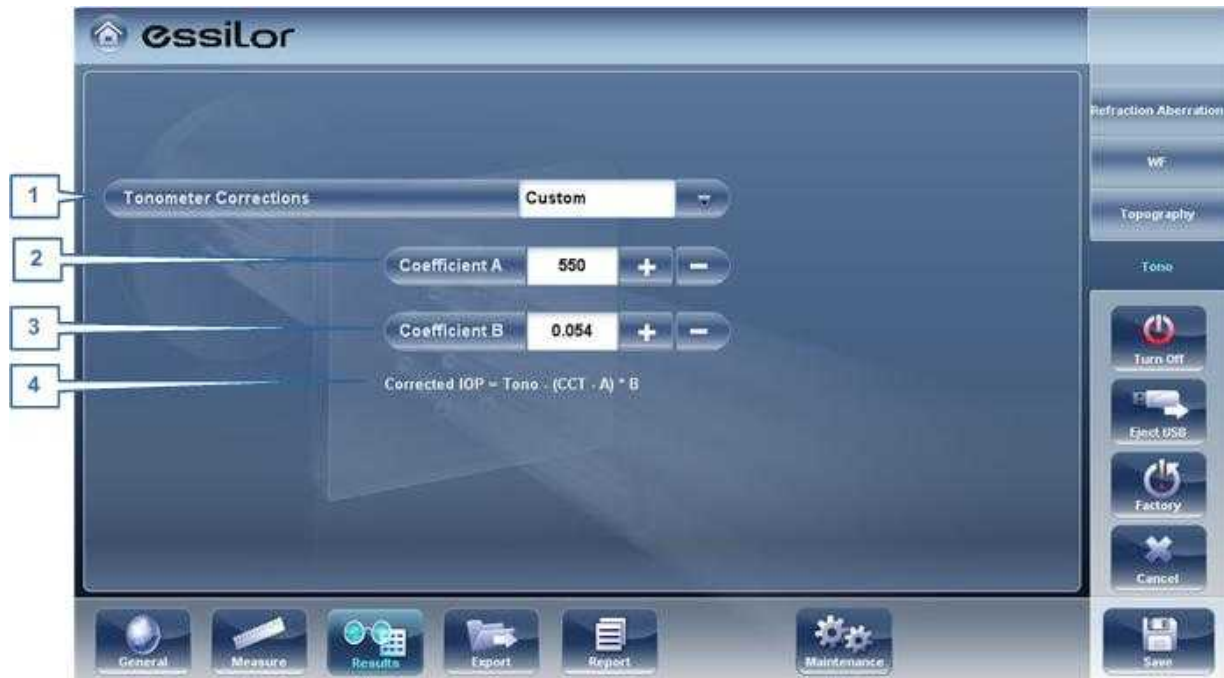 essilor
Refraction Aberration
WF
Topography
Tono
1
Tonometer Corrections
Custom
2
Coefficient A
550
+
-
3
Coefficient B
0.054
+
-
4
Corrected IOP = Tono - (CCT - A) * B
Turn Off
Eject USB
Factory
Cancel
General
Measure
Results
Export
Report
Maintenance
Save